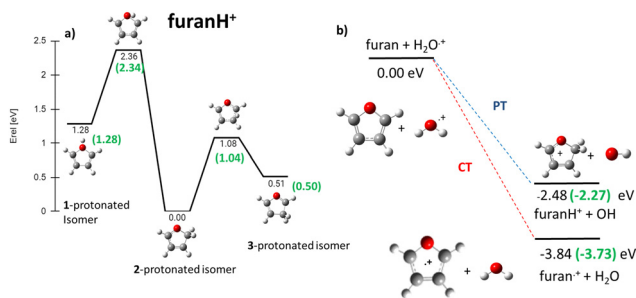 furanH⁺
a)
Erel [eV]
2.5
2
1.5
1
0.5
0
2.36
(2.34)
1.28
(1.28)
0.00
1.08
(1.04)
0.51
(0.50)
1-protonated
Isomer
2-protonated isomer
3-protonated isomer
b)
furan + H₂O·⁺
0.00 eV
+
·+
PT
CT
+
+
-2.48 (-2.27) eV
furanH⁺ + OH
-3.84 (-3.73) eV
furan·⁺ + H₂O
·+
+